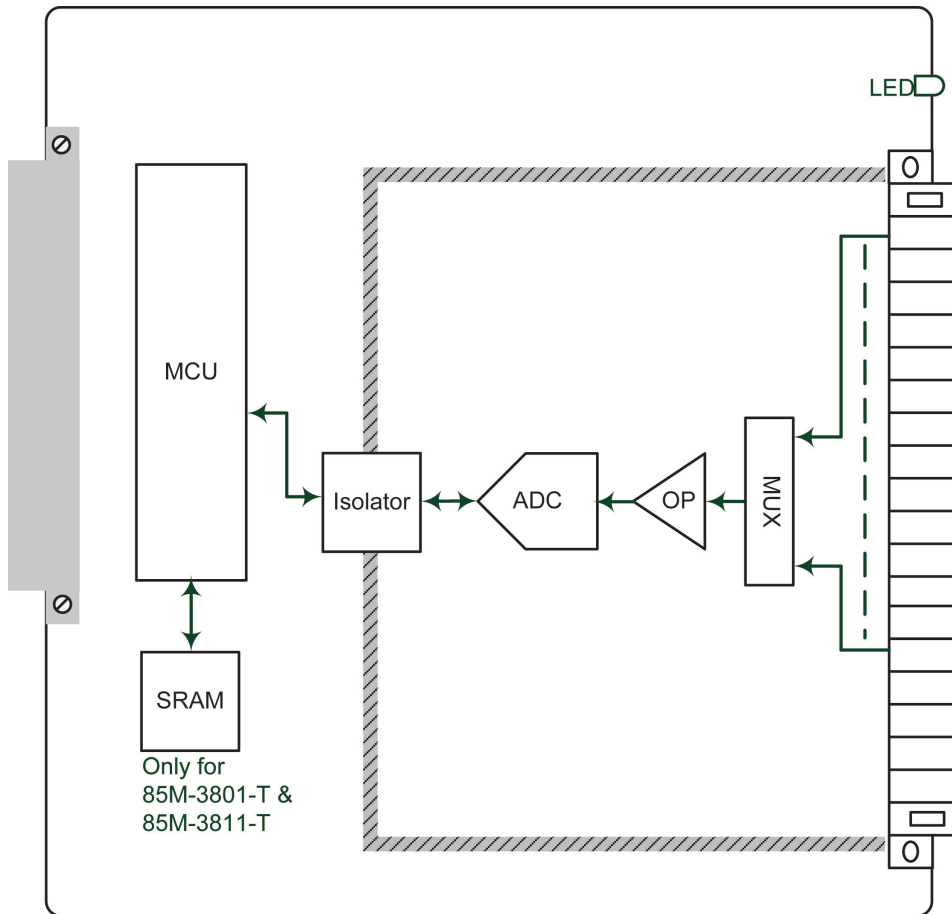 LED
MCU
Isolator
ADC
OP
MUX
SRAM
Only for
85M-3801-T &
85M-3811-T